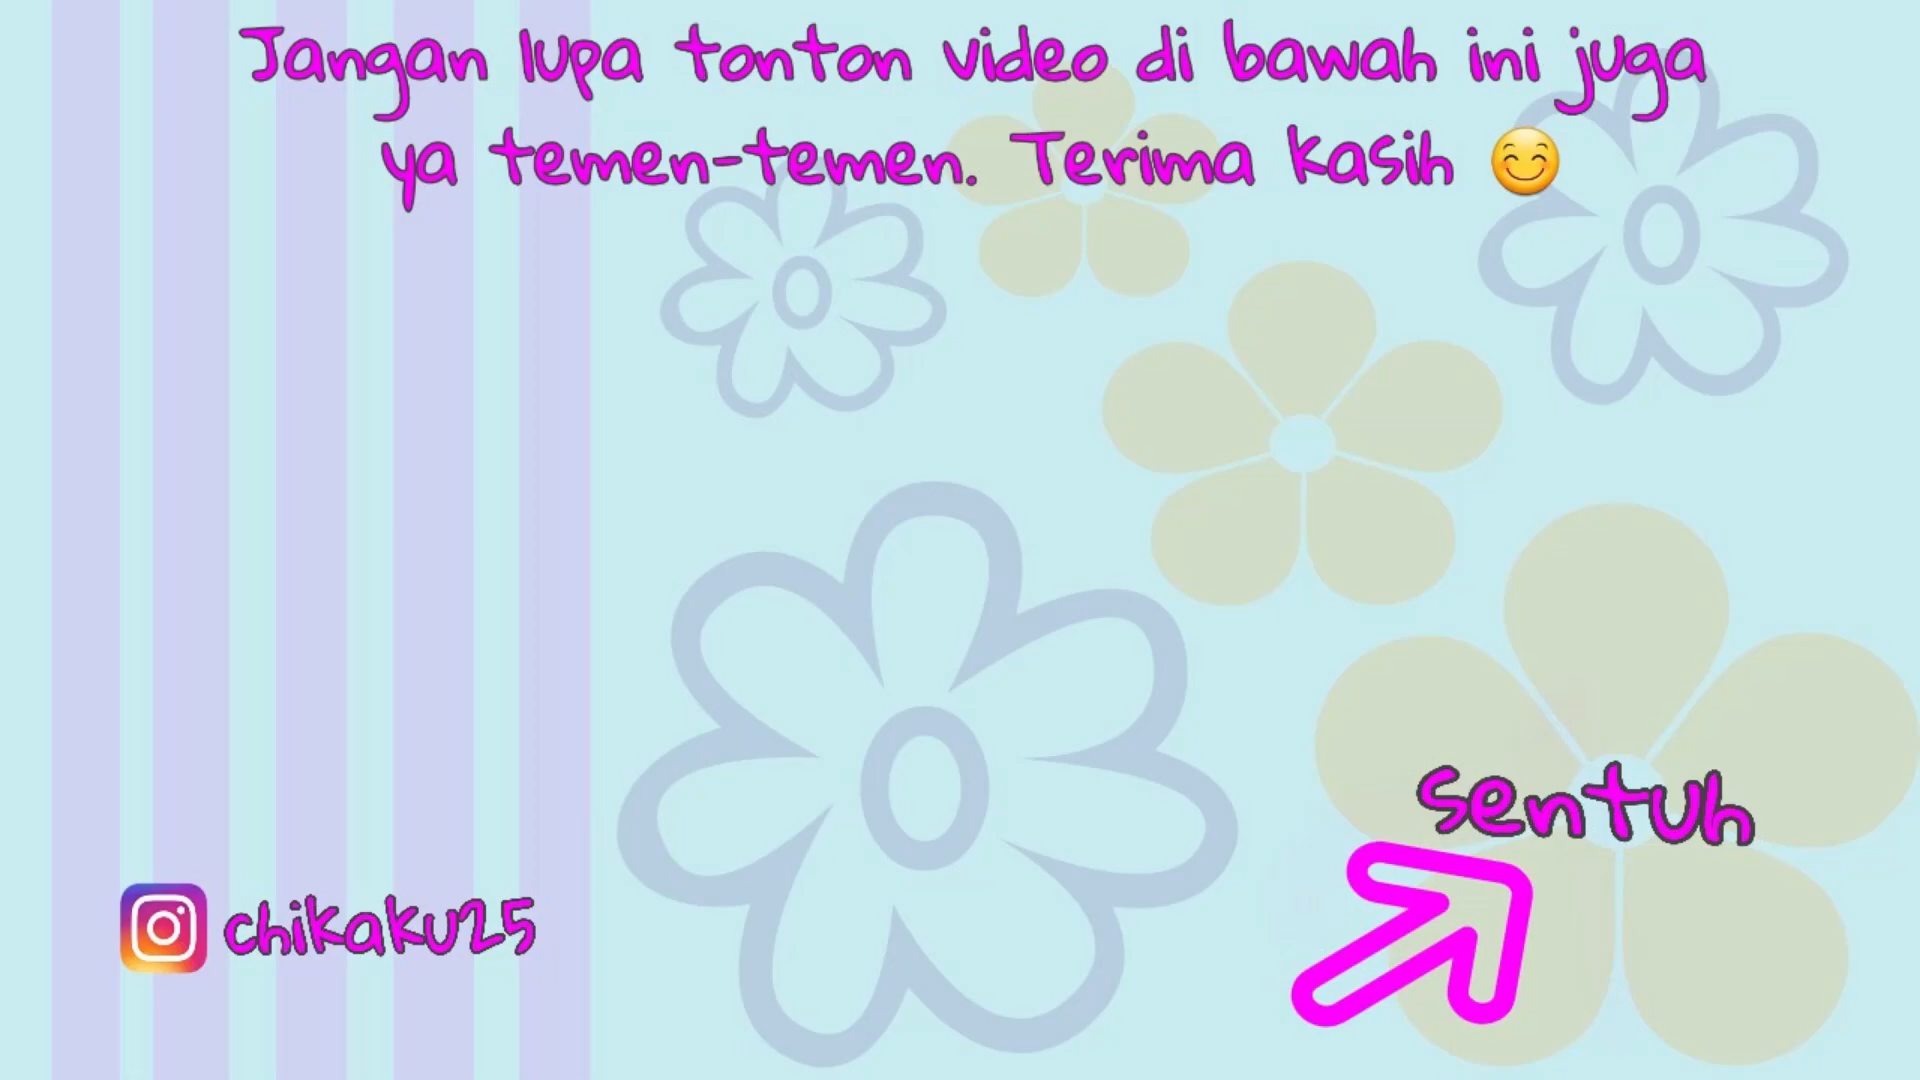 Jangan lupa tonton video di bawah ini juga
ya temen-temen. Terima kasih 😊
sentuh
chikaku25